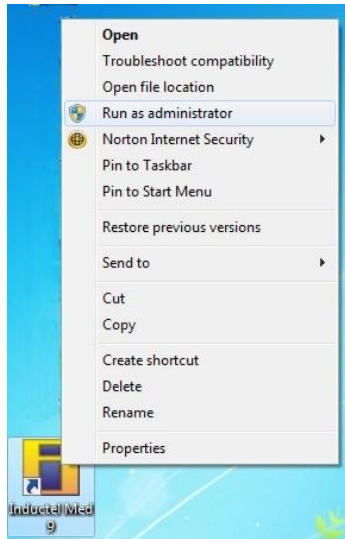 Open
Troubleshoot compatibility
Open file location
Run as administrator
Norton Internet Security
Pin to Taskbar
Pin to Start Menu
Restore previous versions
Send to
Cut
Copy
Create shortcut
Delete
Rename
Properties
Inductel Med
9